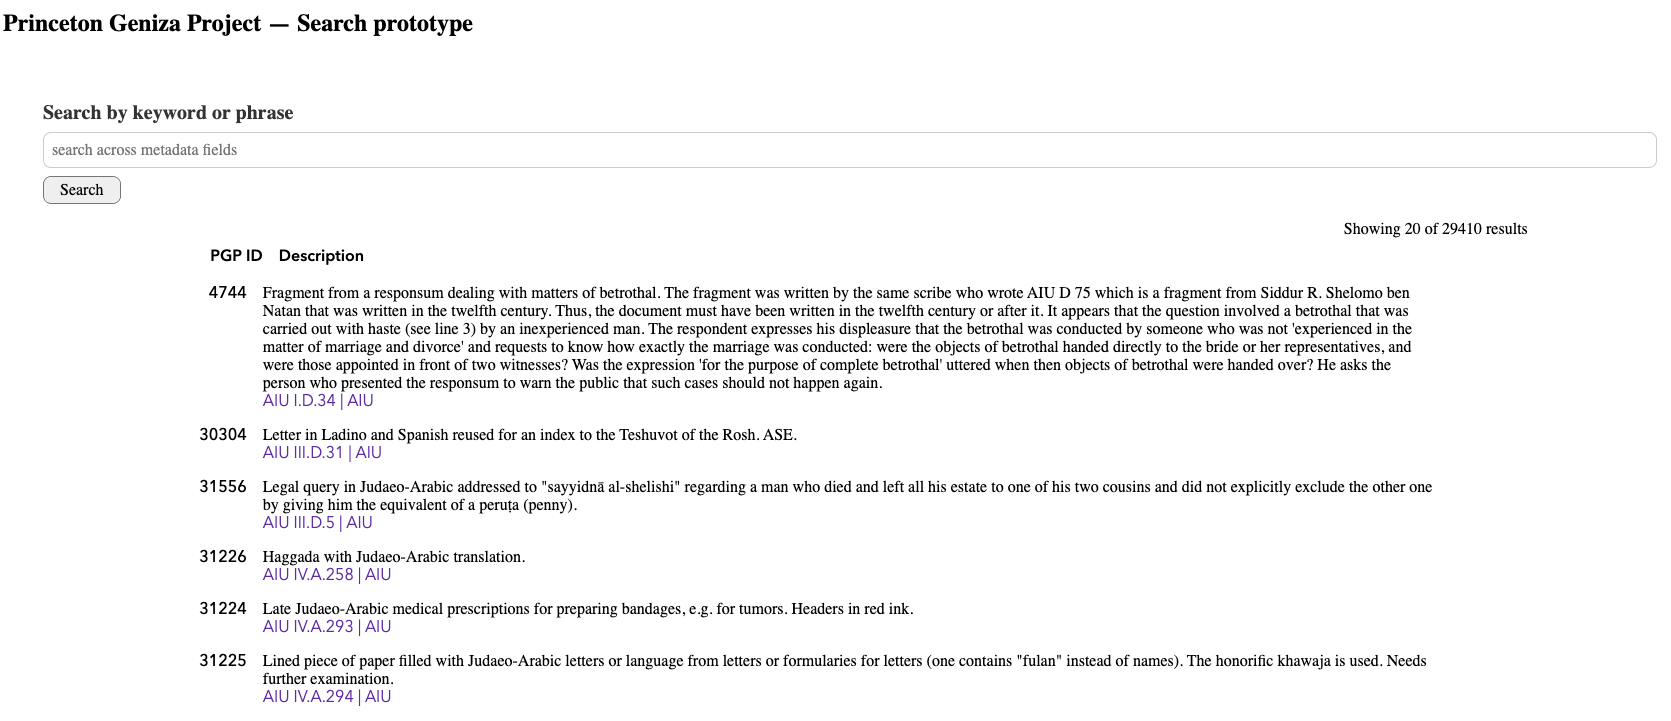 Princeton Geniza Project — Search prototype
Search by keyword or phrase
search across metadata fields
Search
Showing 20 of 29410 results
PGP ID Description
4744 Fragment from a responsum dealing with matters of betrothal. The fragment was written by the same scribe who wrote AIU D 75 which is a fragment from Siddur R. Shelomo ben
Natan that was written in the twelfth century. Thus, the document must have been written in the twelfth century or after it. It appears that the question involved a betrothal that was
carried out with haste (see line 3) by an inexperienced man. The respondent expresses his displeasure that the betrothal was conducted by someone who was not 'experienced in the
matter of marriage and divorce' and requests to know how exactly the marriage was conducted: were the objects of betrothal handed directly to the bride or her representatives, and
were those appointed in front of two witnesses? Was the expression 'for the purpose of complete betrothal' uttered when then objects of betrothal were handed over? He asks the
person who presented the responsum to warn the public that such cases should not happen again.
AIU I.D.34 | AIU
30304 Letter in Ladino and Spanish reused for an index to the Teshuvot of the Rosh. ASE.
AIU III.D.31 | AIU
31556 Legal query in Judaeo-Arabic addressed to "sayyidnā al-shelishi" regarding a man who died and left all his estate to one of his two cousins and did not explicitly exclude the other one
by giving him the equivalent of a peruṭa (penny).
AIU III.D.5 | AIU
31226 Haggada with Judaeo-Arabic translation.
AIU IV.A.258 | AIU
31224 Late Judaeo-Arabic medical prescriptions for preparing bandages, e.g. for tumors. Headers in red ink.
AIU IV.A.293 | AIU
31225 Lined piece of paper filled with Judaeo-Arabic letters or language from letters or formularies for letters (one contains "fulan" instead of names). The honorific khawaja is used. Needs
further examination.
AIU IV.A.294 | AIU